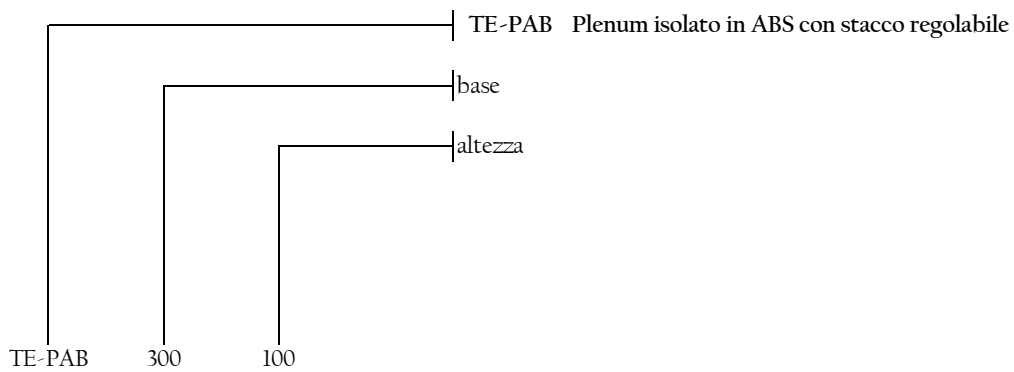 TE-PAB Plenum isolato in ABS con stacco regolabile
base
altezza
TE-PAB 300 100